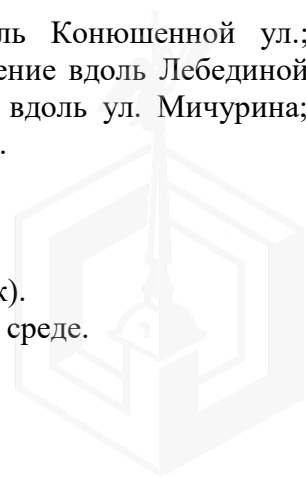 ль Конюшенной ул.;
ение вдоль Лебединой
вдоль ул. Мичурина;
.
к).
среде.